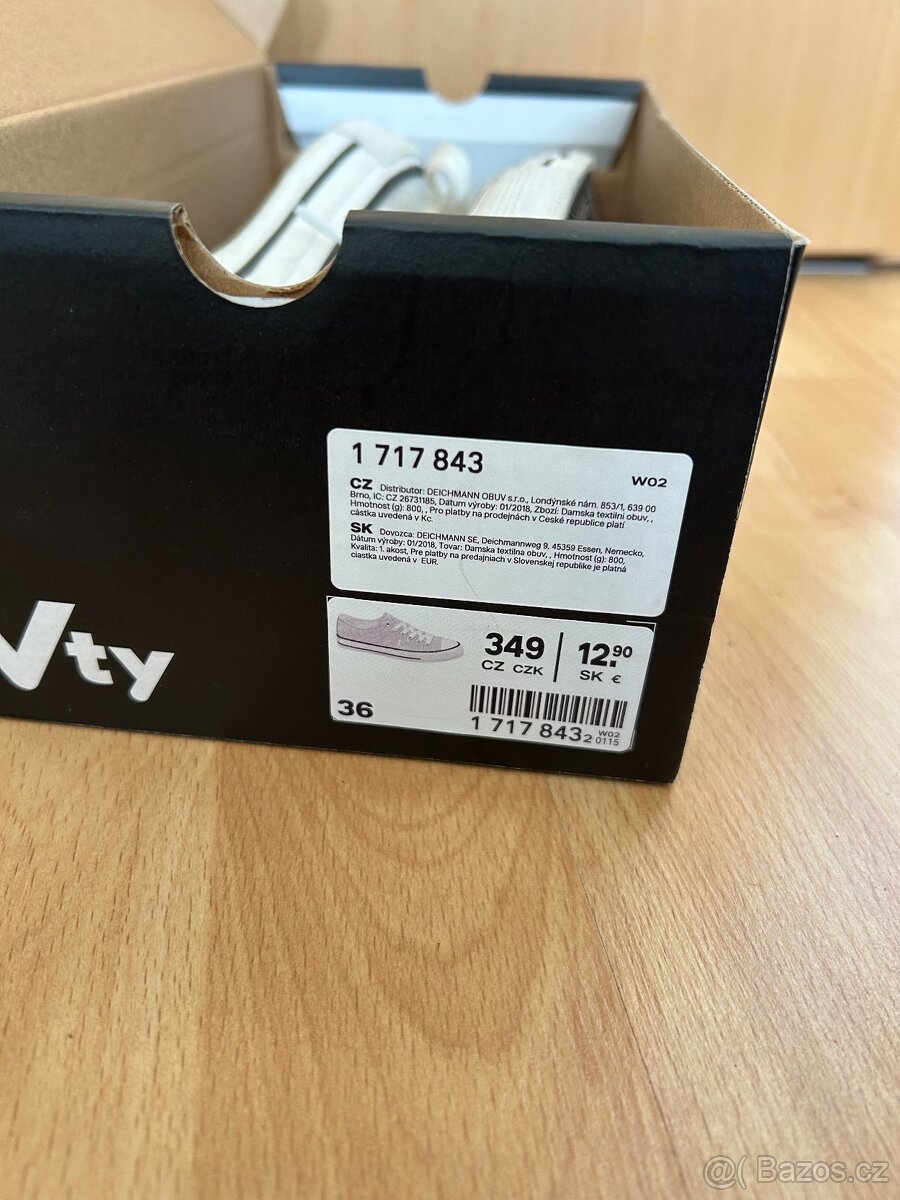 1 717 843
W02
CZ Distributor: DEICHMANN OBUV s.r.o., Londýnské nám. 853/1, 639 00
Brno, IC: CZ 26731185, Dátum výroby: 01/2018, Zbozí: Damska textilni obuv, ,
Hmotnost (g): 800, , Pro platby na prodejnách v České republice platí
cástka uvedená v Kc.
SK Dovozca: DEICHMANN SE, Deichmannweg 9, 45359 Essen, Nemecko,
Dátum výroby: 01/2018, Tovar: Damska textilna obuv, , Hmotnost (g): 800,
Kvalita: 1. akost, Pre platby na predajniach v Slovenskej republike je platná
ciastka uvedená v EUR.
349
CZ CZK
12.90
SK €
36
1 717 843 2 W02
0115
ty
@( Bazos.cz